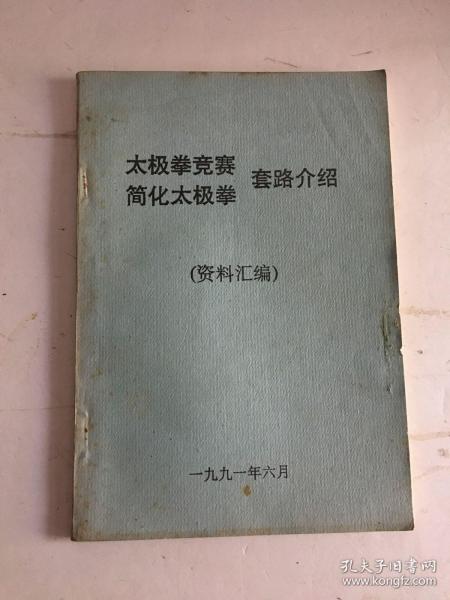 太极拳竞赛
简化太极拳
套路介绍
(资料汇编)
一九九一年六月
孔夫子旧书网
www.kongfz.com